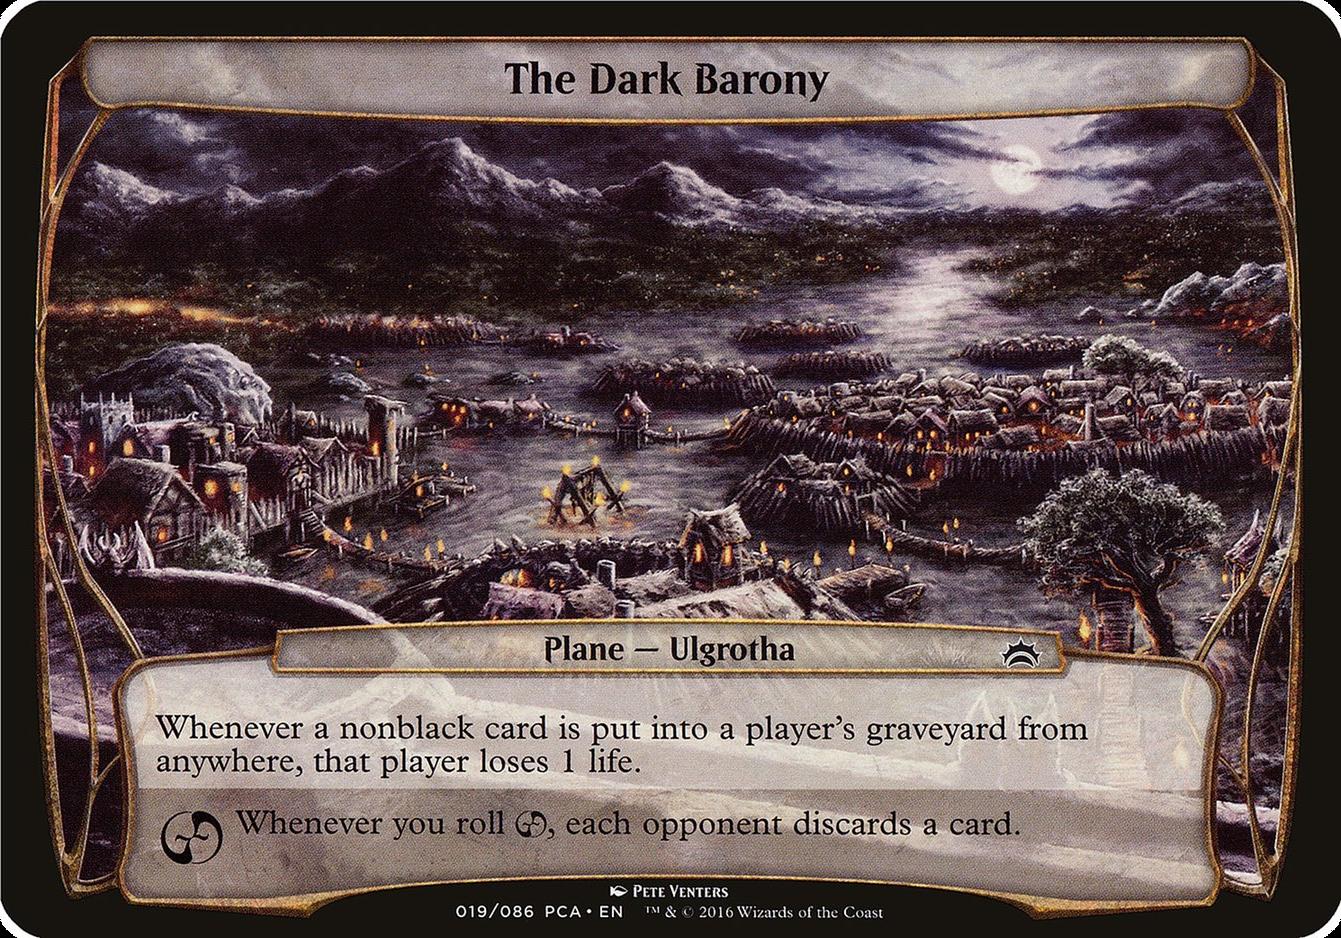 The Dark Barony
Plane — Ulgrotha
Whenever a nonblack card is put into a player's graveyard from
anywhere, that player loses 1 life.
Whenever you roll , each opponent discards a card.
Pete Venters
019/086 PCA • EN ™ & © 2016 Wizards of the Coast